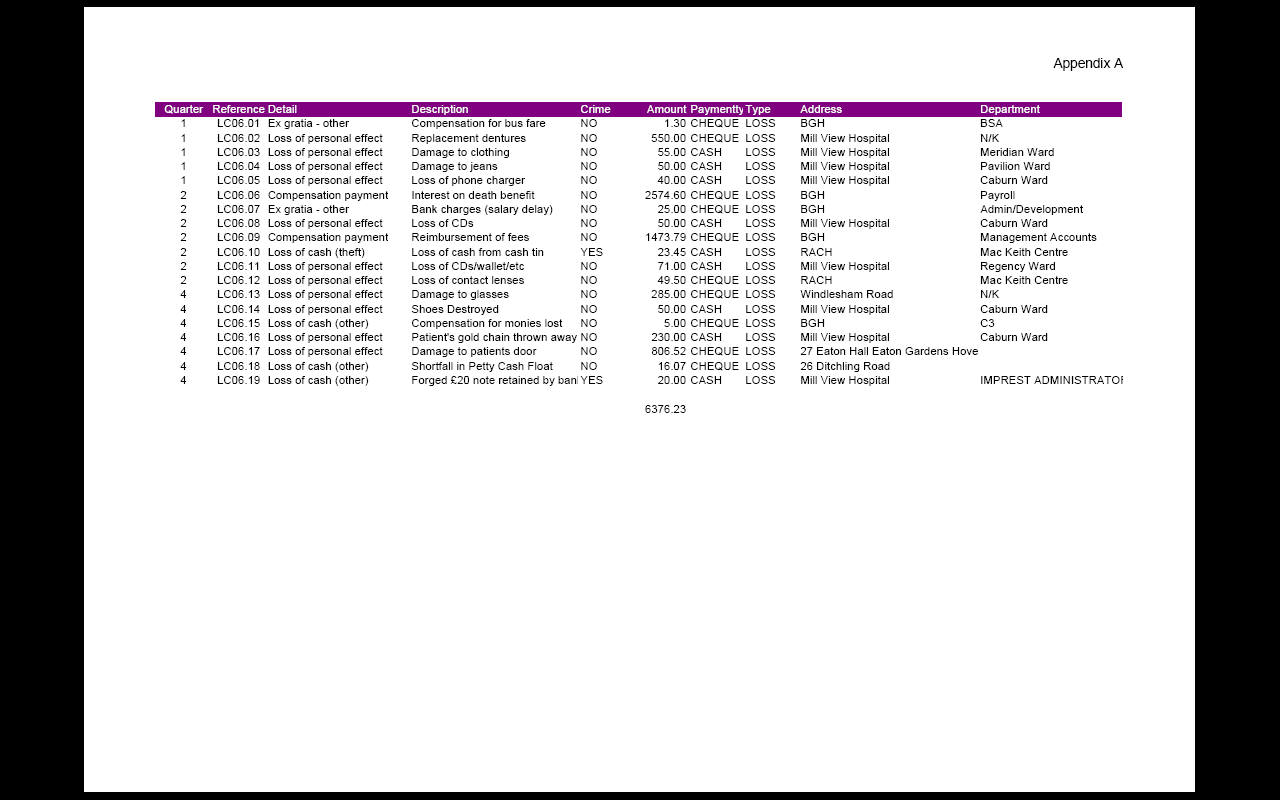 Appendix A
Quarter Reference Detail Description Crime Amount Paymentty Type Address Department
1 LC06.01 Ex gratia - other Compensation for bus fare NO 1.30 CHEQUE LOSS BGH BSA
1 LC06.02 Loss of personal effect Replacement dentures NO 550.00 CHEQUE LOSS Mill View Hospital N/K
1 LC06.03 Loss of personal effect Damage to clothing NO 55.00 CASH LOSS Mill View Hospital Meridian Ward
1 LC06.04 Loss of personal effect Damage to jeans NO 50.00 CASH LOSS Mill View Hospital Pavilion Ward
1 LC06.05 Loss of personal effect Loss of phone charger NO 40.00 CASH LOSS Mill View Hospital Caburn Ward
2 LC06.06 Compensation payment Interest on death benefit NO 2574.60 CHEQUE LOSS BGH Payroll
2 LC06.07 Ex gratia - other Bank charges (salary delay) NO 25.00 CHEQUE LOSS BGH Admin/Development
2 LC06.08 Loss of personal effect Loss of CDs NO 50.00 CASH LOSS Mill View Hospital Caburn Ward
2 LC06.09 Compensation payment Reimbursement of fees NO 1473.79 CHEQUE LOSS BGH Management Accounts
2 LC06.10 Loss of cash (theft) Loss of cash from cash tin YES 23.45 CASH LOSS RACH Mac Keith Centre
2 LC06.11 Loss of personal effect Loss of CDs/wallet/etc NO 71.00 CASH LOSS Mill View Hospital Regency Ward
2 LC06.12 Loss of personal effect Loss of contact lenses NO 49.50 CHEQUE LOSS RACH Mac Keith Centre
4 LC06.13 Loss of personal effect Damage to glasses NO 285.00 CHEQUE LOSS Windlesham Road N/K
4 LC06.14 Loss of personal effect Shoes Destroyed NO 50.00 CASH LOSS Mill View Hospital Caburn Ward
4 LC06.15 Loss of cash (other) Compensation for monies lost NO 5.00 CHEQUE LOSS BGH C3
4 LC06.16 Loss of personal effect Patient's gold chain thrown away NO 230.00 CASH LOSS Mill View Hospital Caburn Ward
4 LC06.17 Loss of personal effect Damage to patients door NO 806.52 CHEQUE LOSS 27 Eaton Hall Eaton Gardens Hove
4 LC06.18 Loss of cash (other) Shortfall in Petty Cash Float NO 16.07 CHEQUE LOSS 26 Ditchling Road
4 LC06.19 Loss of cash (other) Forged £20 note retained by ban YES 20.00 CASH LOSS Mill View Hospital IMPREST ADMINISTRATOR
6376.23